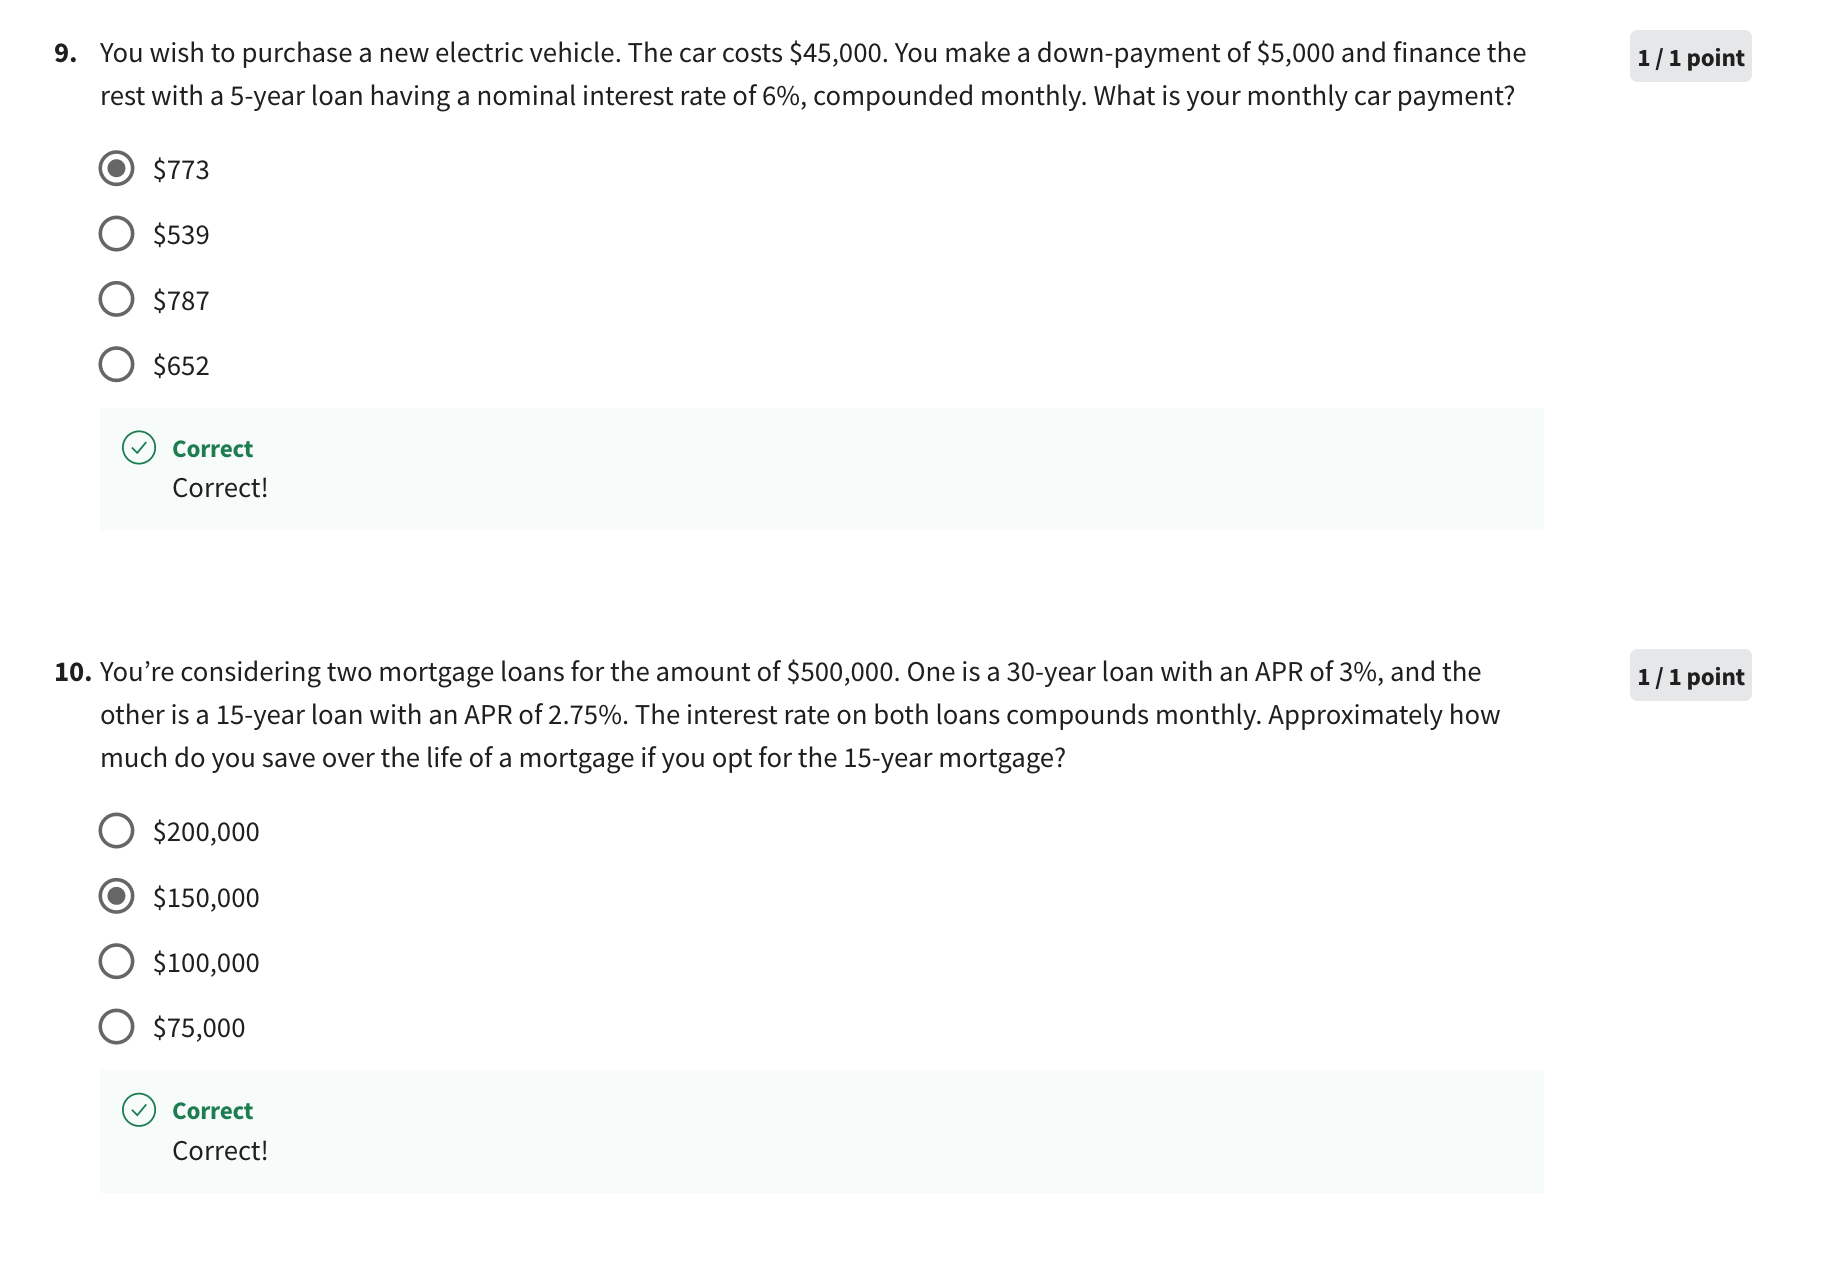 9. You wish to purchase a new electric vehicle. The car costs $45,000. You make a down-payment of $5,000 and finance the
1 / 1 point
rest with a 5-year loan having a nominal interest rate of 6%, compounded monthly. What is your monthly car payment?
$773
$539
$787
$652
Correct
Correct!
10. You’re considering two mortgage loans for the amount of $500,000. One is a 30-year loan with an APR of 3%, and the
1 / 1 point
other is a 15-year loan with an APR of 2.75%. The interest rate on both loans compounds monthly. Approximately how
much do you save over the life of a mortgage if you opt for the 15-year mortgage?
$200,000
$150,000
$100,000
$75,000
Correct
Correct!